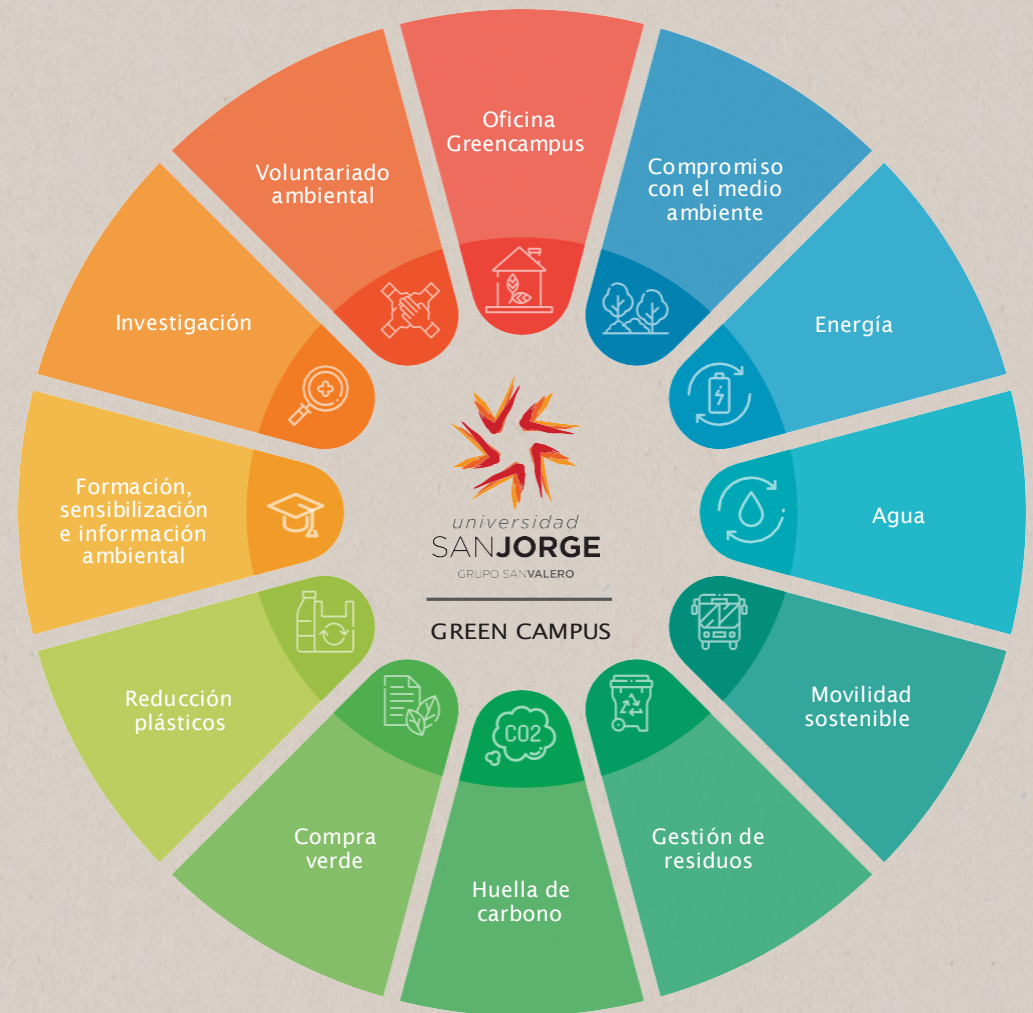 Oficina
Greencampus
Compromiso
con el medio
ambiente
Energía
Agua
Movilidad
sostenible
Gestión de
residuos
Huella de
carbono
CO2
Compra
verde
Reducción
plásticos
Formación,
sensibilización
e información
ambiental
Investigación
Voluntariado
ambiental
universidad
SANJORGE
GRUPO SANVALERO
GREEN CAMPUS